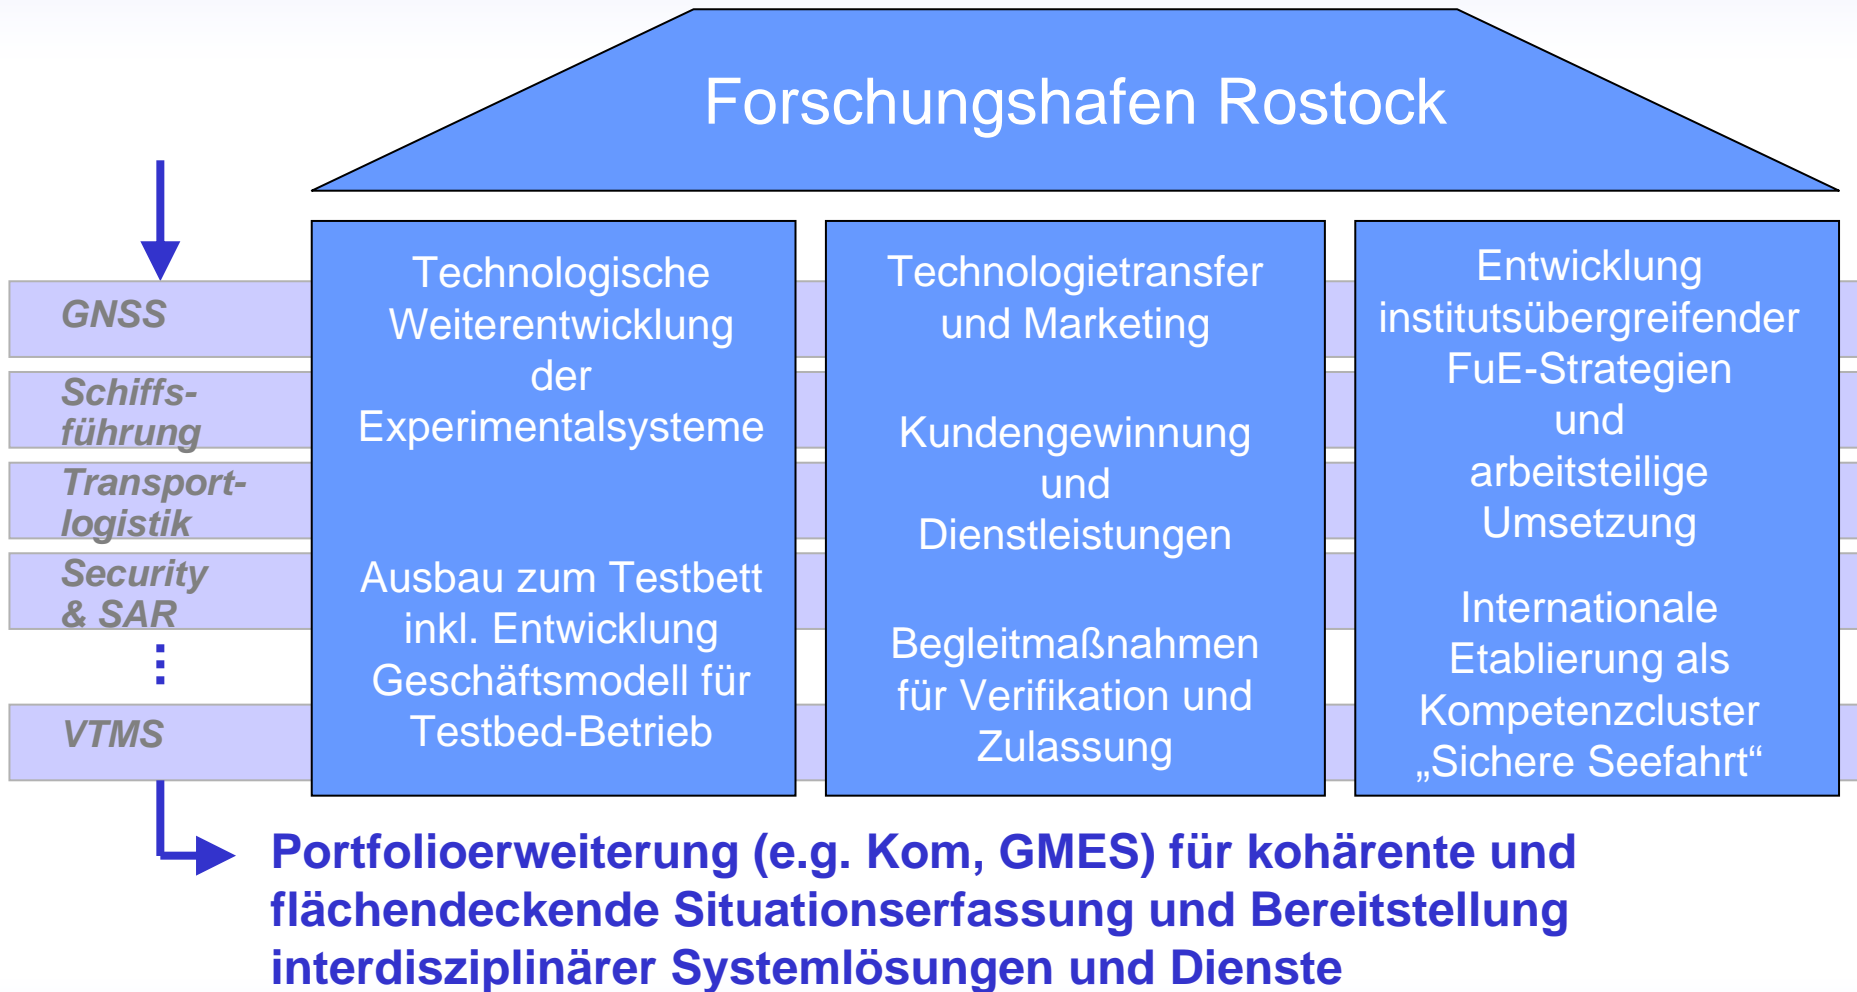 Forschungshafen Rostock
GNSS
Schiffs-
führung
Transport-
logistik
Security
& SAR
VTMS
Technologische
Weiterentwicklung
der
Experimentalsysteme
Ausbau zum Testbett
inkl. Entwicklung
Geschäftsmodell für
Testbed-Betrieb
Technologietransfer
und Marketing
Kundengewinnung
und
Dienstleistungen
Begleitmaßnahmen
für Verifikation und
Zulassung
Entwicklung
institutsübergreifender
FuE-Strategien
und
arbeitsteilige
Umsetzung
Internationale
Etablierung als
Kompetenzcluster
„Sichere Seefahrt“
Portfolioerweiterung (e.g. Kom, GMES) für kohärente und
flächendeckende Situationserfassung und Bereitstellung
interdisziplinärer Systemlösungen und Dienste